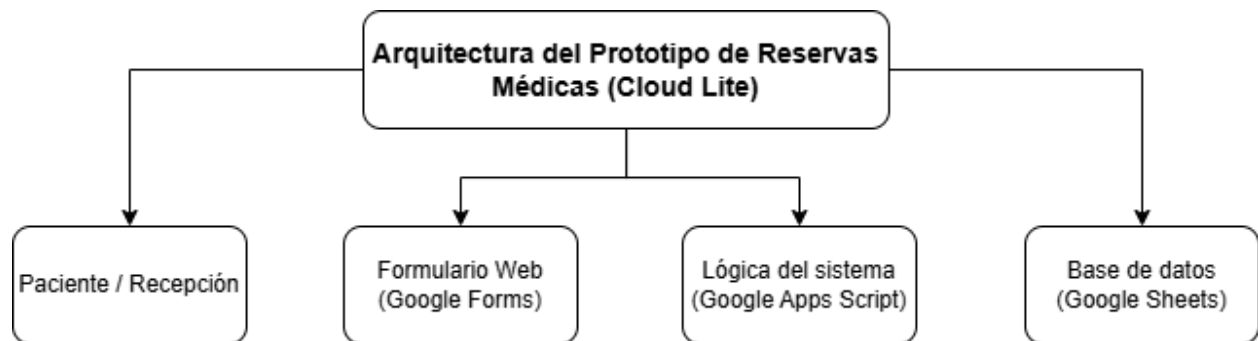 Arquitectura del Prototipo de Reservas
Médicas (Cloud Lite)
Paciente / Recepción
Formulario Web
(Google Forms)
Lógica del sistema
(Google Apps Script)
Base de datos
(Google Sheets)